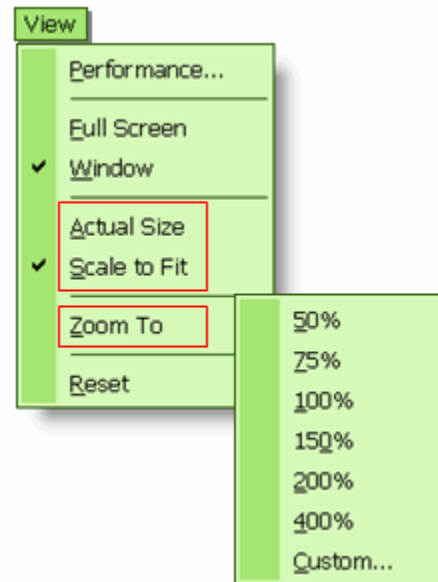 View
Performance...
Full Screen
Window
Actual Size
Scale to Fit
Zoom To
Reset
50%
75%
100%
150%
200%
400%
Custom...